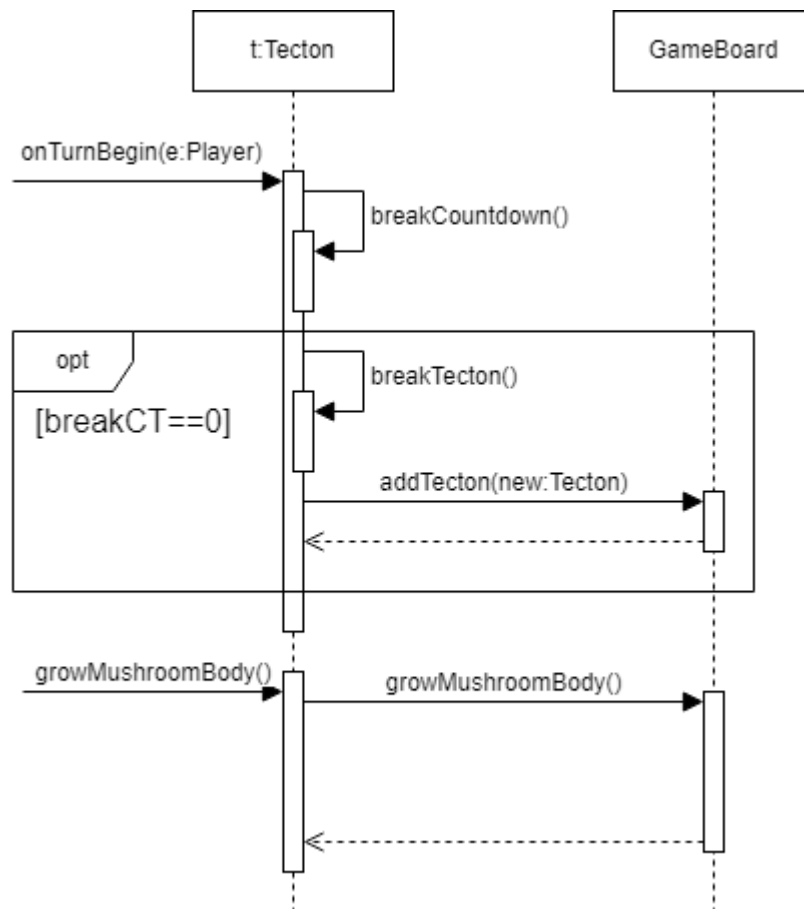 t:Tecton
GameBoard
onTurnBegin(e:Player)
breakCountdown()
opt
breakTecton()
[breakCT==0]
addTecton(new:Tecton)
growMushroomBody()
growMushroomBody()